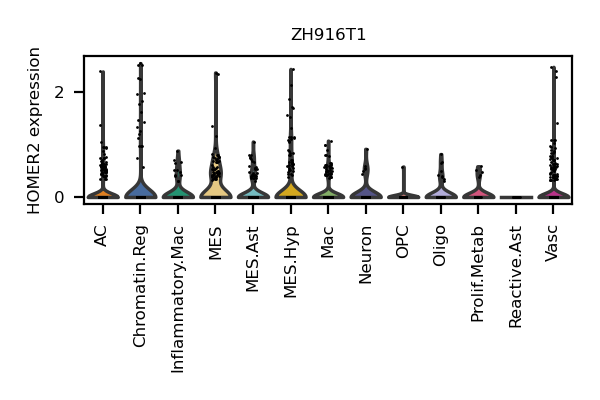 ZH916T1
HOMER2 expression
2
0
AC
Chromatin.Reg
Inflammatory.Mac
MES
MES.Ast
MES.Hyp
Mac
Neuron
OPC
Oligo
Prolif.Metab
Reactive.Ast
Vasc